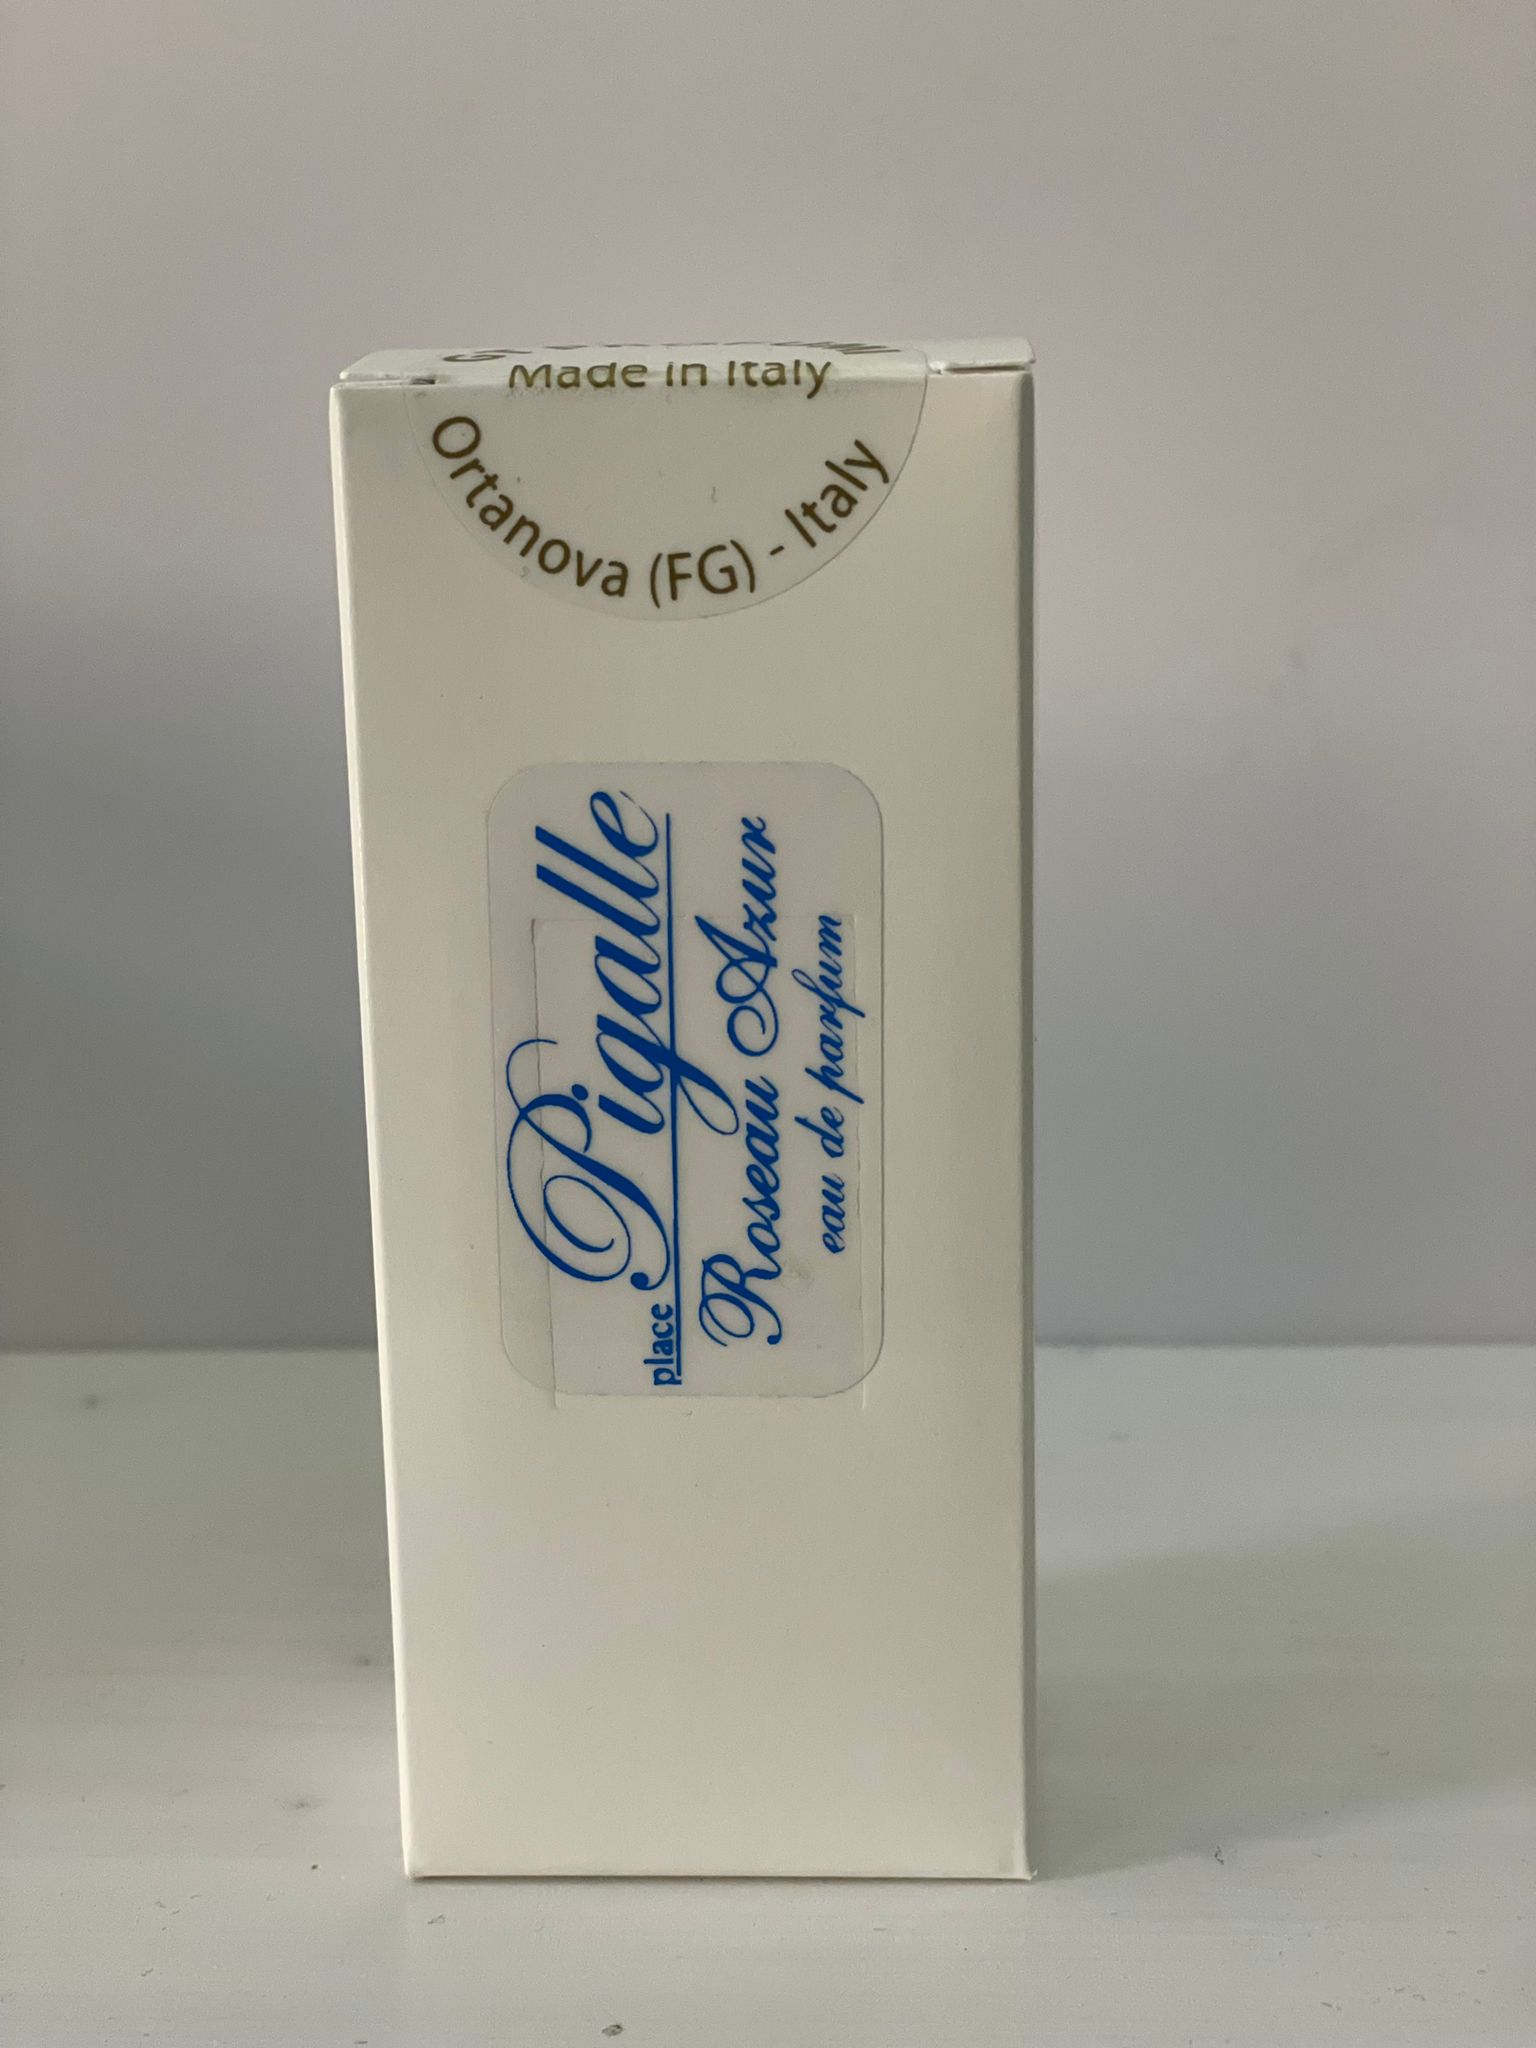 Made in Italy
Ortanova (FG) - Italy
place Pigalle
Roseau Azur
eau de parfum